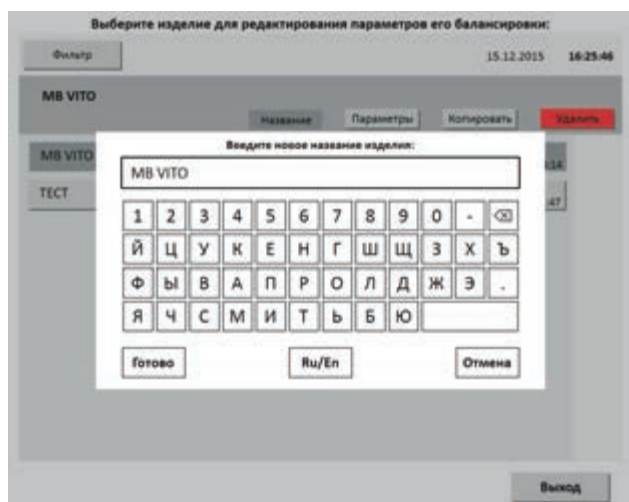 Выберите изделие для редактирования параметров его балансировки:
Фильтр 15.12.2015 16:25:46
MB VITO
Название Параметры Копировать Удалить
Введите новое название изделия:
MB VITO :14
MB VITO
ТЕСТ :47
1 2 3 4 5 6 7 8 9 0 -
Й Ц У К Е Н Г Ш Щ З Х Ъ
Ф Ы В А П Р О Л Д Ж Э .
Я Ч С М И Т Ь Б Ю
Готово Ru/En Отмена
Выход